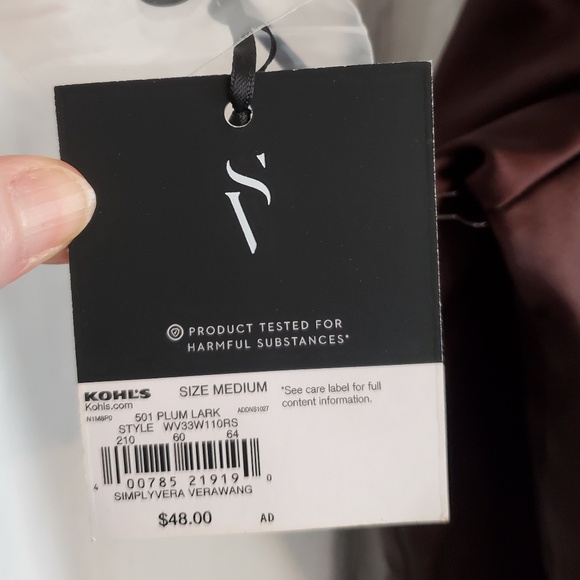 SV
PRODUCT TESTED FOR
HARMFUL SUBSTANCES*
KOHL'S SIZE MEDIUM
Kohls.com
*See care label for full
content information.
N1M8P0 501 PLUM LARK ADDNS1027
STYLE WV33W110RS
210 60 64
4 00785 21919 0
SIMPLYVERA VERAWANG
$48.00 AD